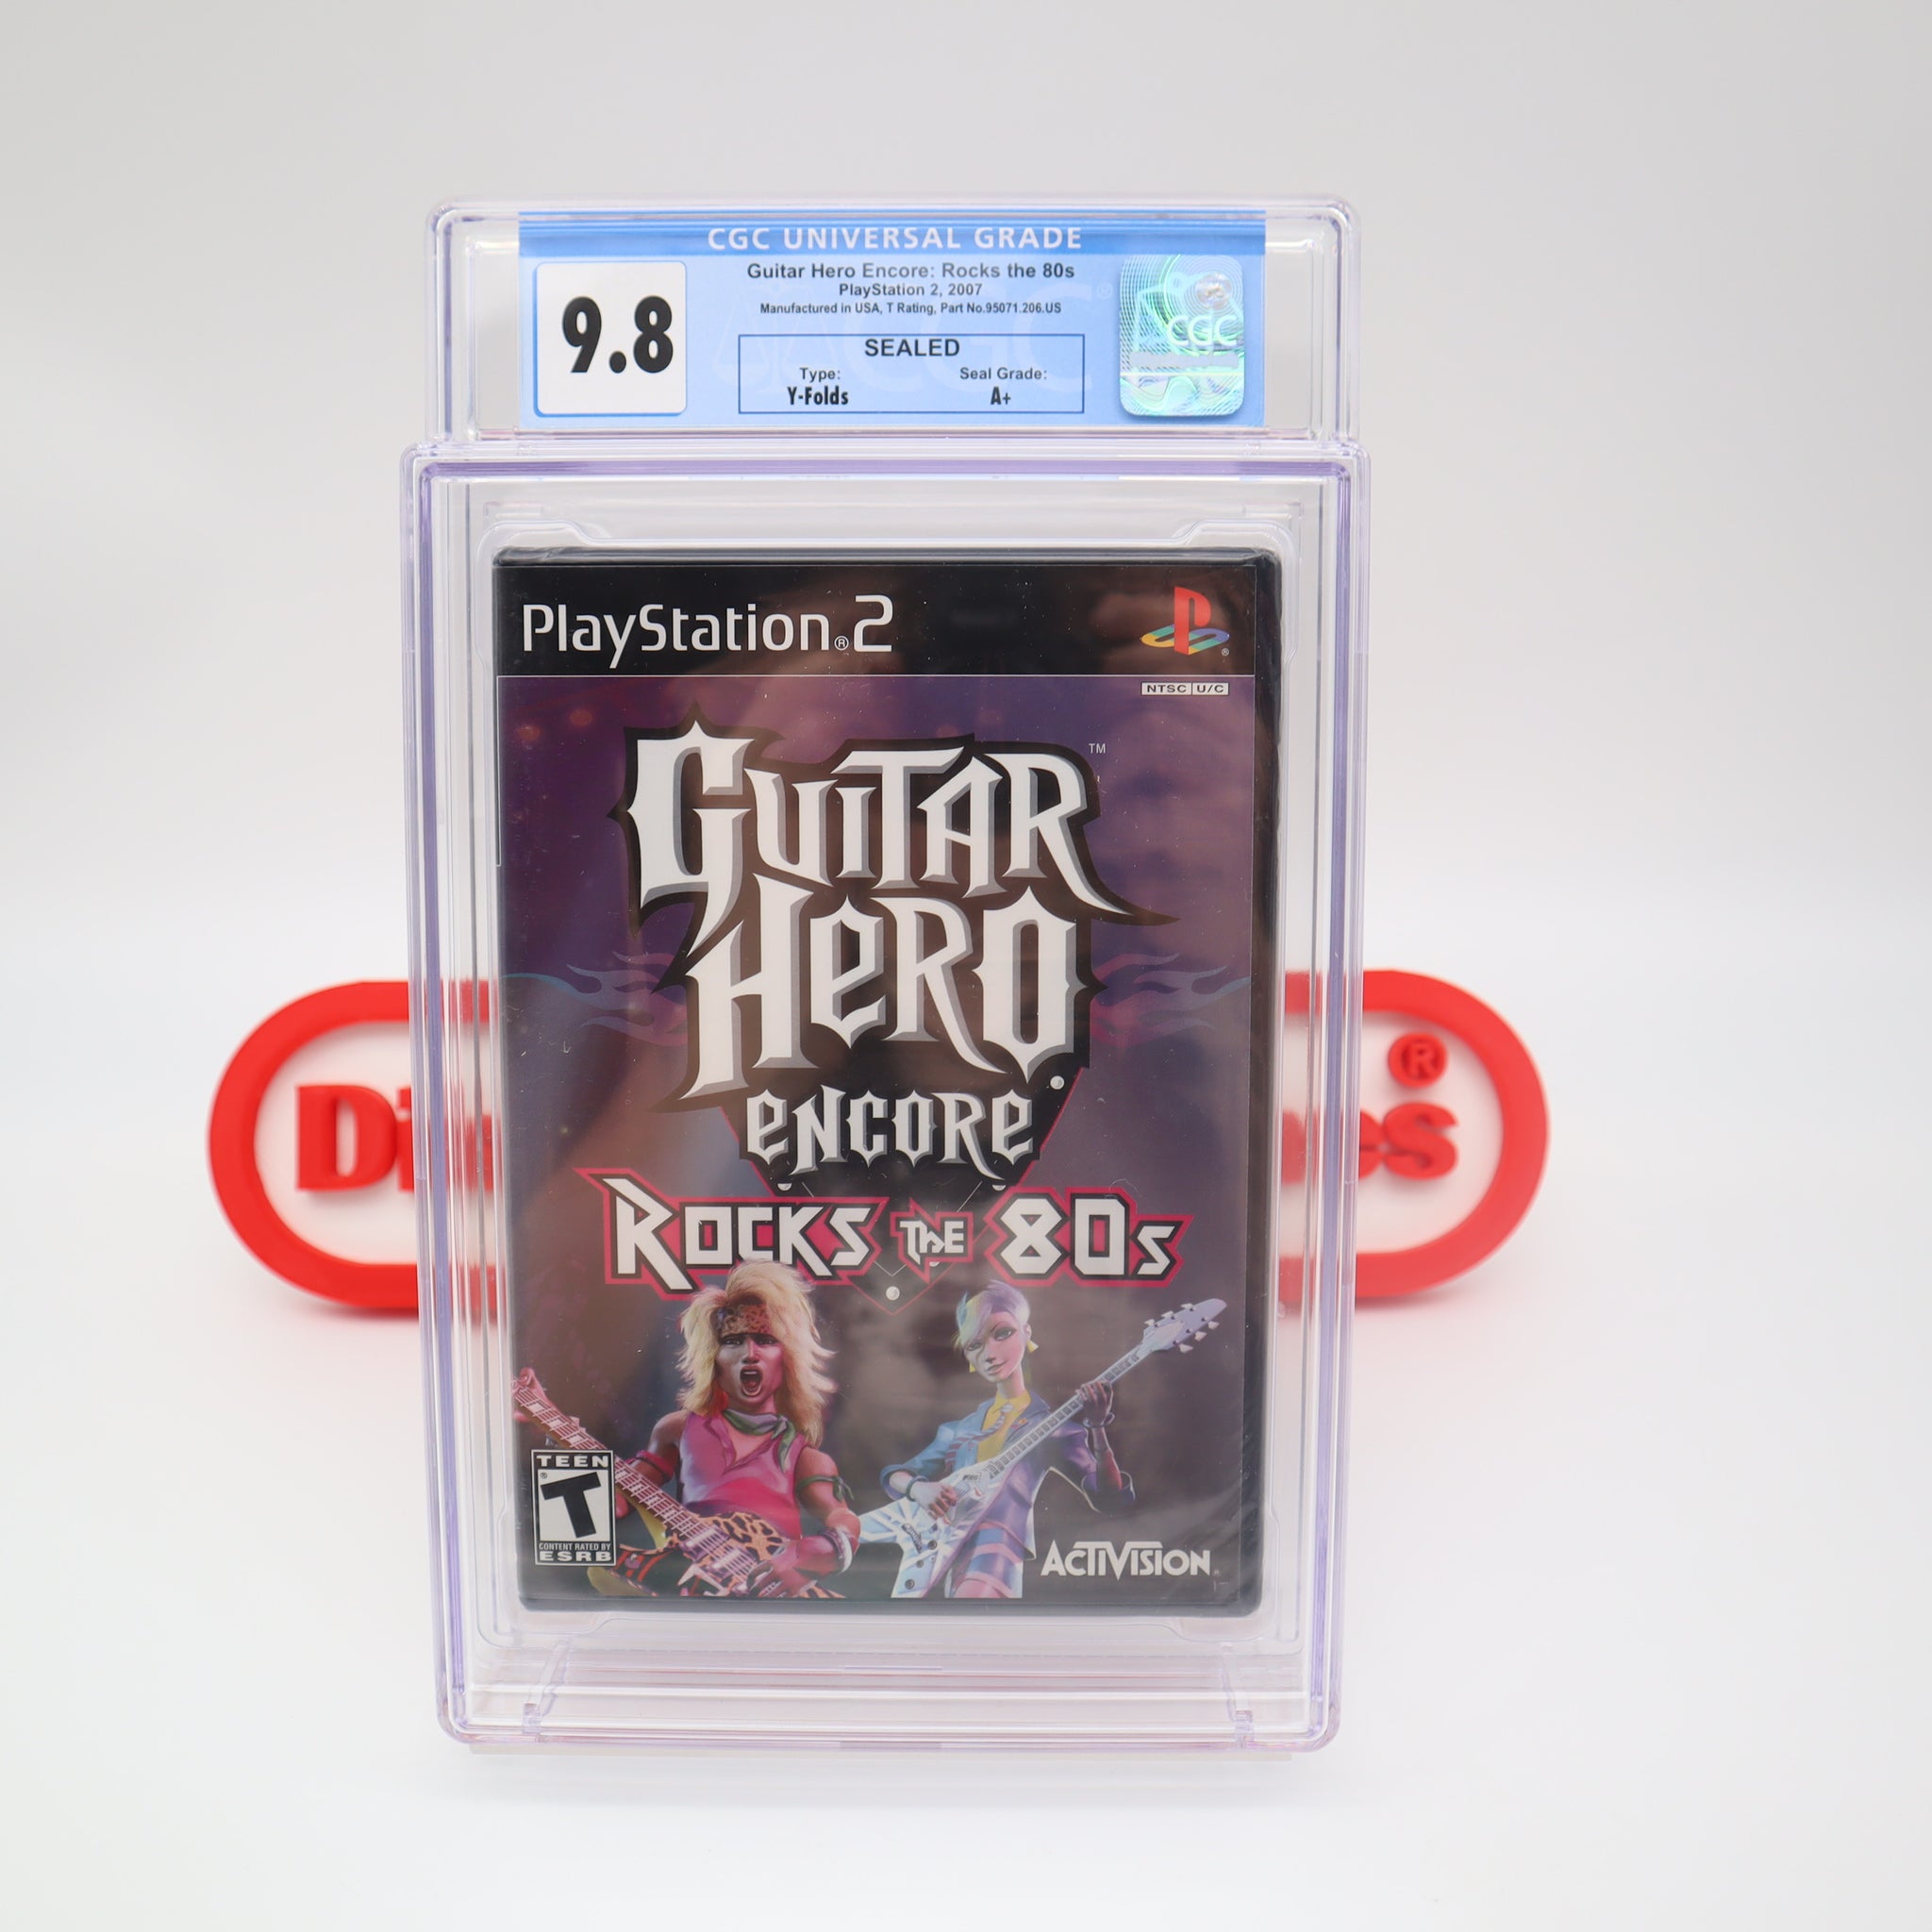 CGC UNIVERSAL GRADE
9.8
Guitar Hero Encore: Rocks the 80s
PlayStation 2, 2007
Manufactured in USA, T Rating, Part No.95071.206.US
SEALED
Type: Seal Grade:
Y-Folds A+
CGC
PlayStation®2
NTSC U/C
GUITAR™
HERO
ENCORE
ROCKS THE 80s
TEEN
T
CONTENT RATED BY
ESRB
ACTIVISION
®